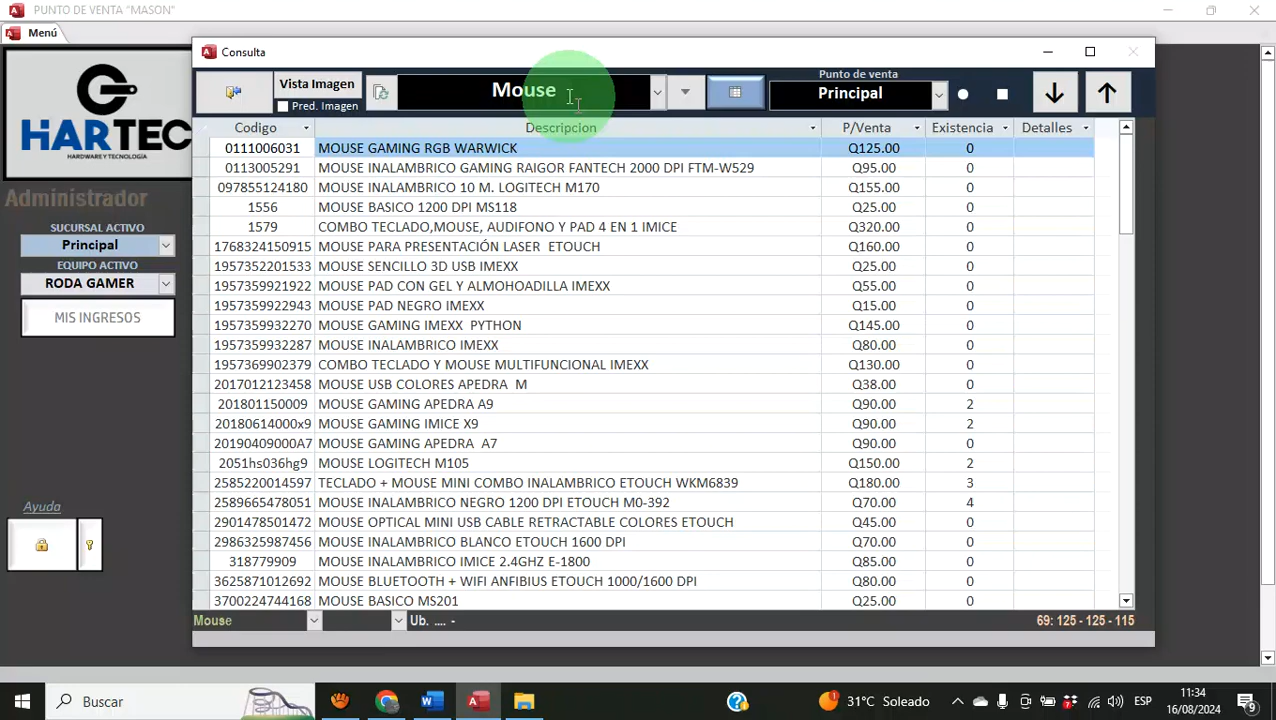 PUNTO DE VENTA "MASON"
Menú
HARTEC
HARDWARE Y TECNOLOGÍA
Administrador
SUCURSAL ACTIVO
Principal
EQUIPO ACTIVO
RODA GAMER
MIS INGRESOS
Ayuda
Consulta
Vista Imagen
Pred. Imagen
Mouse
Punto de venta
Principal
Codigo Descripcion P/Venta Existencia Detalles
0111006031 MOUSE GAMING RGB WARWICK Q125.00 0
0113005291 MOUSE INALAMBRICO GAMING RAIGOR FANTECH 2000 DPI FTM-W529 Q95.00 0
097855124180 MOUSE INALAMBRICO 10 M. LOGITECH M170 Q155.00 0
1556 MOUSE BASICO 1200 DPI MS118 Q25.00 0
1579 COMBO TECLADO,MOUSE, AUDIFONO Y PAD 4 EN 1 IMICE Q320.00 0
1768324150915 MOUSE PARA PRESENTACIÓN LASER ETOUCH Q160.00 0
1957352201533 MOUSE SENCILLO 3D USB IMEXX Q25.00 0
1957359921922 MOUSE PAD CON GEL Y ALMOHOADILLA IMEXX Q55.00 0
1957359922943 MOUSE PAD NEGRO IMEXX Q15.00 0
1957359932270 MOUSE GAMING IMEXX PYTHON Q145.00 0
1957359932287 MOUSE INALAMBRICO IMEXX Q80.00 0
1957369902379 COMBO TECLADO Y MOUSE MULTIFUNCIONAL IMEXX Q130.00 0
2017012123458 MOUSE USB COLORES APEDRA M Q38.00 0
201801150009 MOUSE GAMING APEDRA A9 Q90.00 2
20180614000x9 MOUSE GAMING IMICE X9 Q90.00 2
20190409000A7 MOUSE GAMING APEDRA A7 Q90.00 0
2051hs036hg9 MOUSE LOGITECH M105 Q150.00 2
2585220014597 TECLADO + MOUSE MINI COMBO INALAMBRICO ETOUCH WKM6839 Q180.00 3
2589665478051 MOUSE INALAMBRICO NEGRO 1200 DPI ETOUCH M0-392 Q70.00 4
2901478501472 MOUSE OPTICAL MINI USB CABLE RETRACTABLE COLORES ETOUCH Q45.00 0
2986325987456 MOUSE INALAMBRICO BLANCO ETOUCH 1600 DPI Q70.00 0
318779909 MOUSE INALAMBRICO IMICE 2.4GHZ E-1800 Q85.00 0
3625871012692 MOUSE BLUETOOTH + WIFI ANFIBIUS ETOUCH 1000/1600 DPI Q80.00 0
3700224744168 MOUSE BASICO MS201 Q25.00 0
Mouse Ub. .... - 69: 125 - 125 - 115
Buscar
31°C Soleado
ESP
11:34
16/08/2024
9